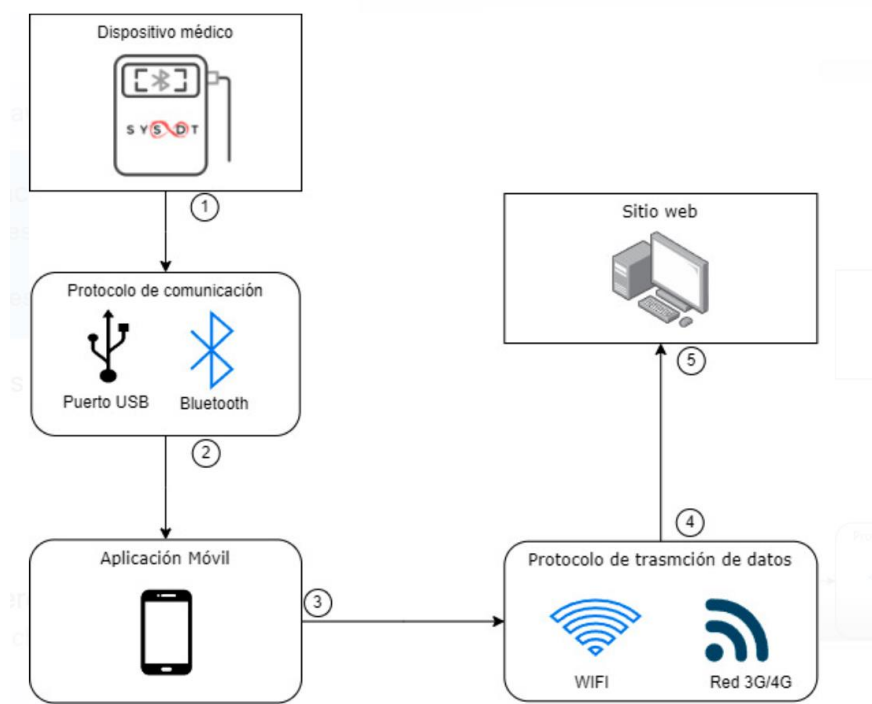 Dispositivo médico
SYSDT
1
Protocolo de comunicación
Puerto USB
Bluetooth
2
Aplicación Móvil
3
Protocolo de trasmción de datos
WIFI
Red 3G/4G
4
5
Sitio web